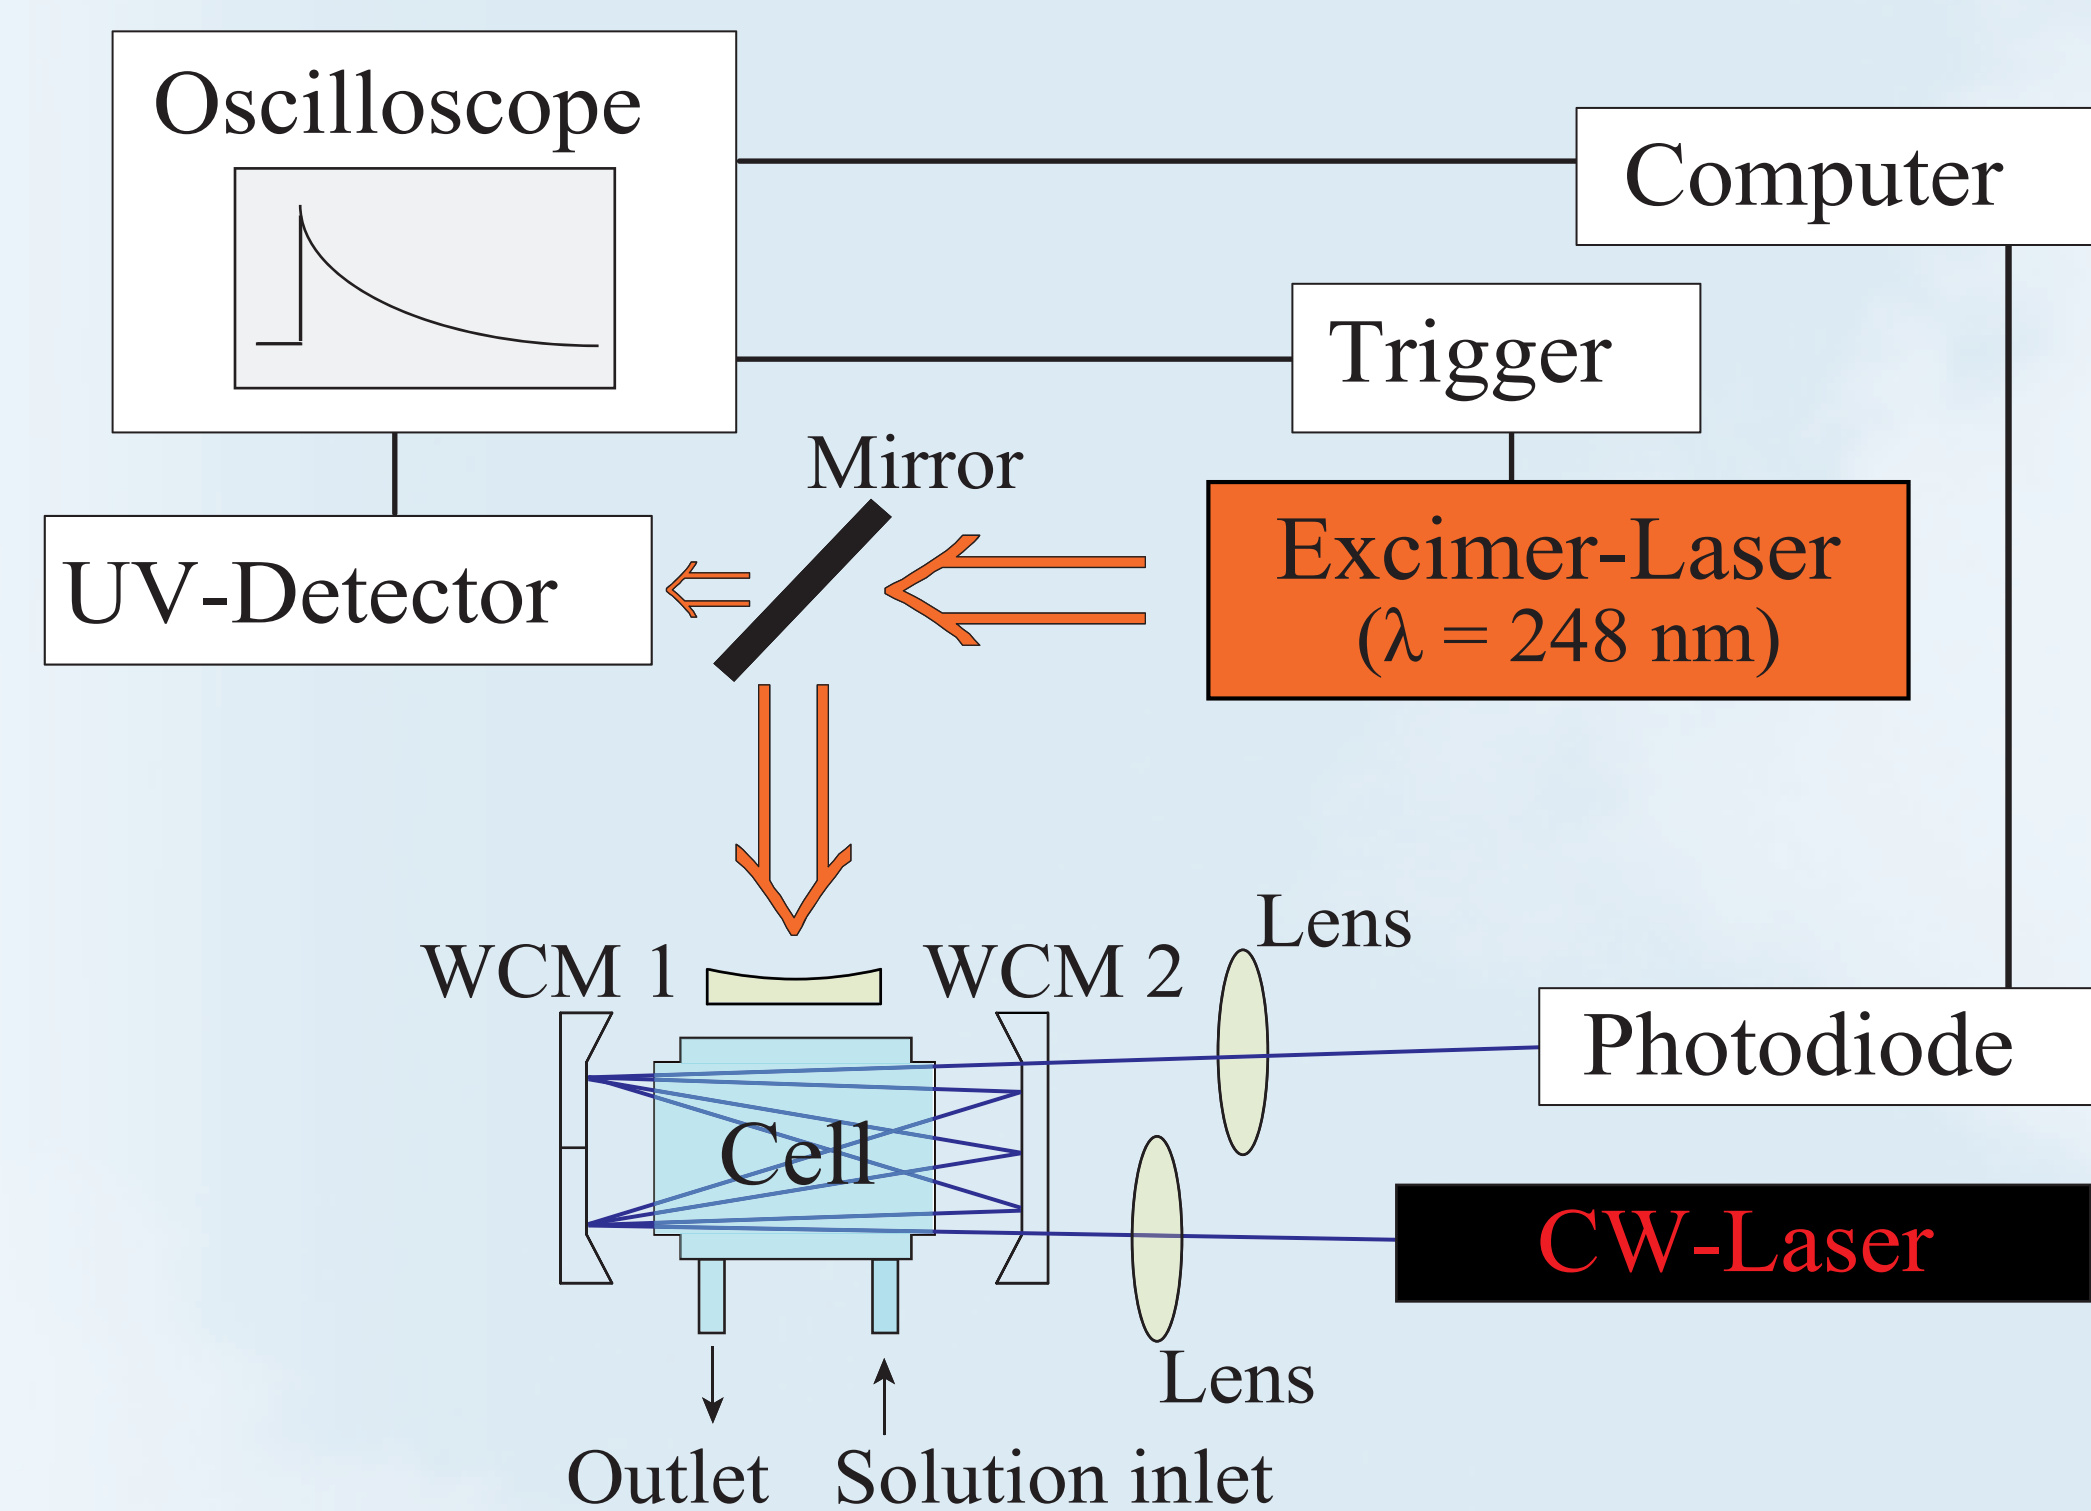 Oscilloscope
Computer
Trigger
Mirror
Excimer-Laser
(λ = 248 nm)
UV-Detector
Lens
WCM 1
WCM 2
Photodiode
Cell
CW-Laser
Lens
Outlet
Solution inlet